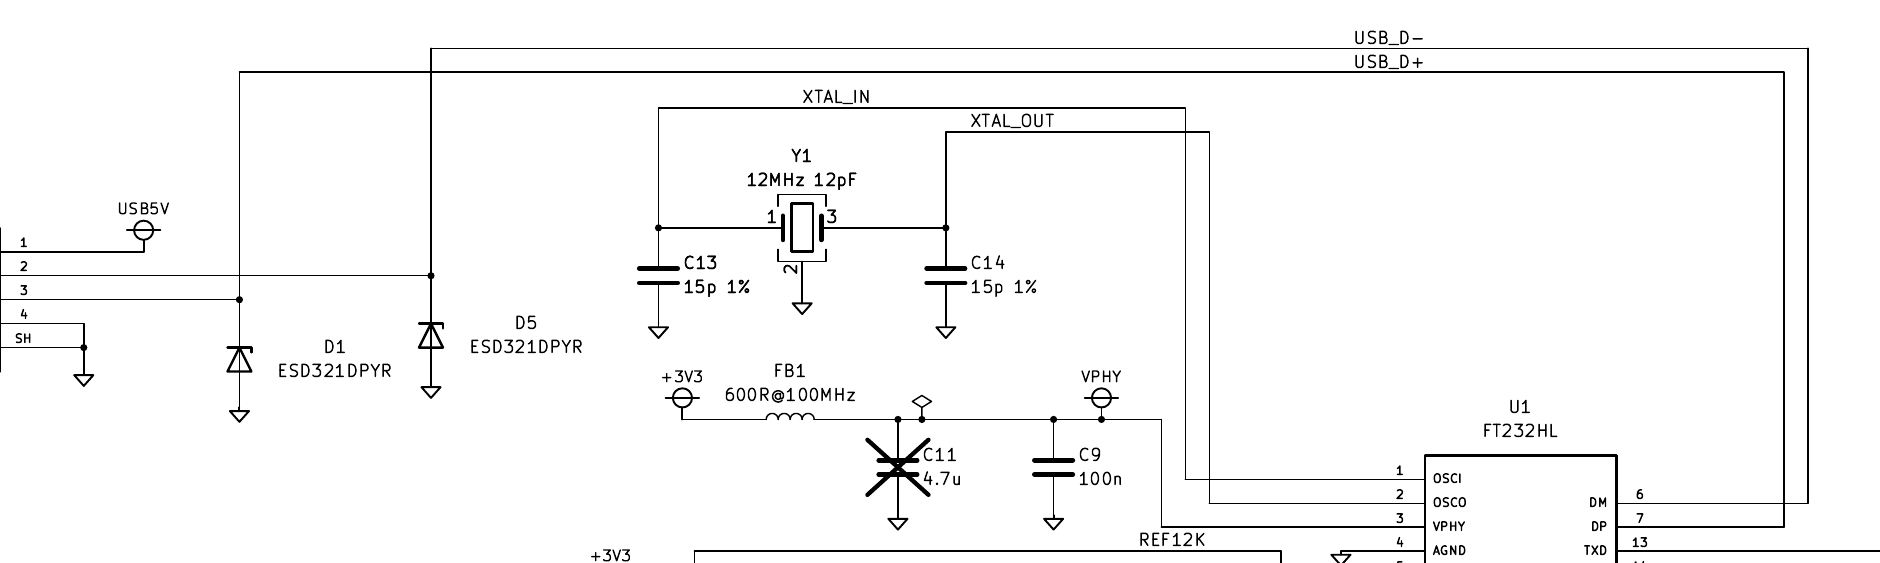 USB_D-
USB_D+
XTAL_IN
XTAL_OUT
Y1
12MHz 12pF
1
3
2
USB5V
1
2
3
4
SH
C13
15p 1%
C14
15p 1%
D5
ESD321DPYR
D1
ESD321DPYR
+3V3
FB1
600R@100MHz
VPHY
C11
4.7u
C9
100n
U1
FT232HL
1
OSCI
2
OSCO
DM
6
3
VPHY
DP
7
4
AGND
TXD
13
REF12K
+3V3